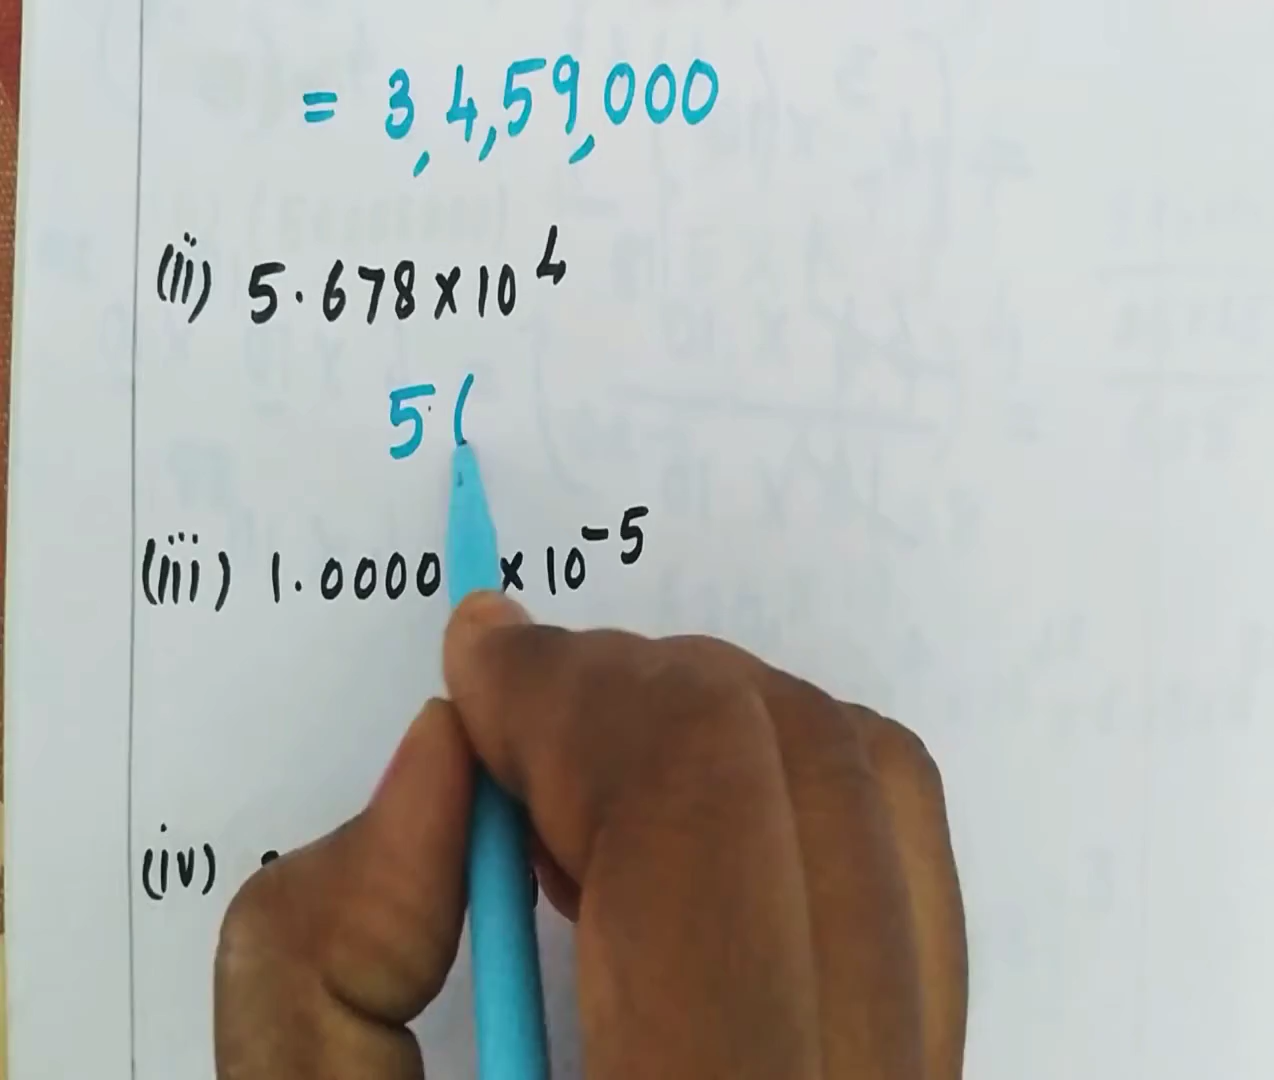 = 3,4,59,000
(ii) 5.678×10⁴
5
(iii) 1.0000 ×10⁻⁵
(iv)